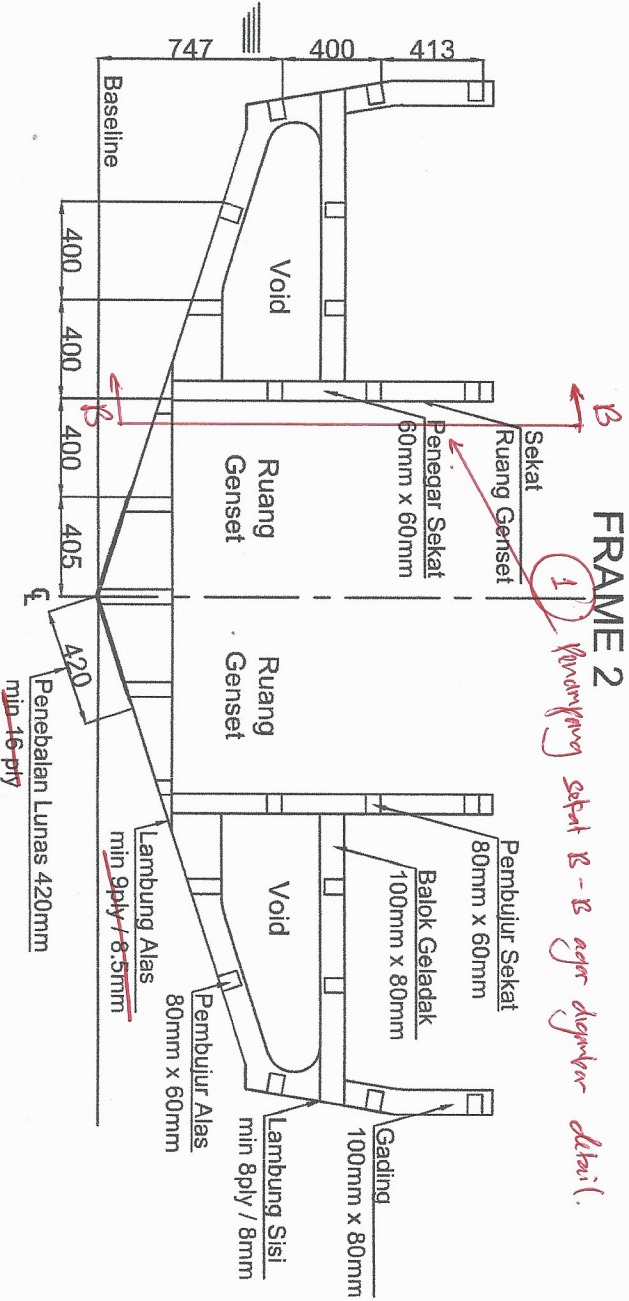 FRAME 2
1
Penampang sekat B - B agar digambar detail.
B
B
Sekat
Ruang Genset
Penegar Sekat
60mm x 60mm
Pembujur Sekat
80mm x 60mm
Balok Geladak
100mm x 80mm
Gading
100mm x 80mm
Void
Ruang
Genset
Ruang
Genset
Void
413
400
747
Baseline
400
400
400
405
420
℄
Penebalan Lunas 420mm
min 16 ply
Lambung Alas
min 9ply / 8.5mm
Pembujur Alas
80mm x 60mm
Lambung Sisi
min 8ply / 8mm